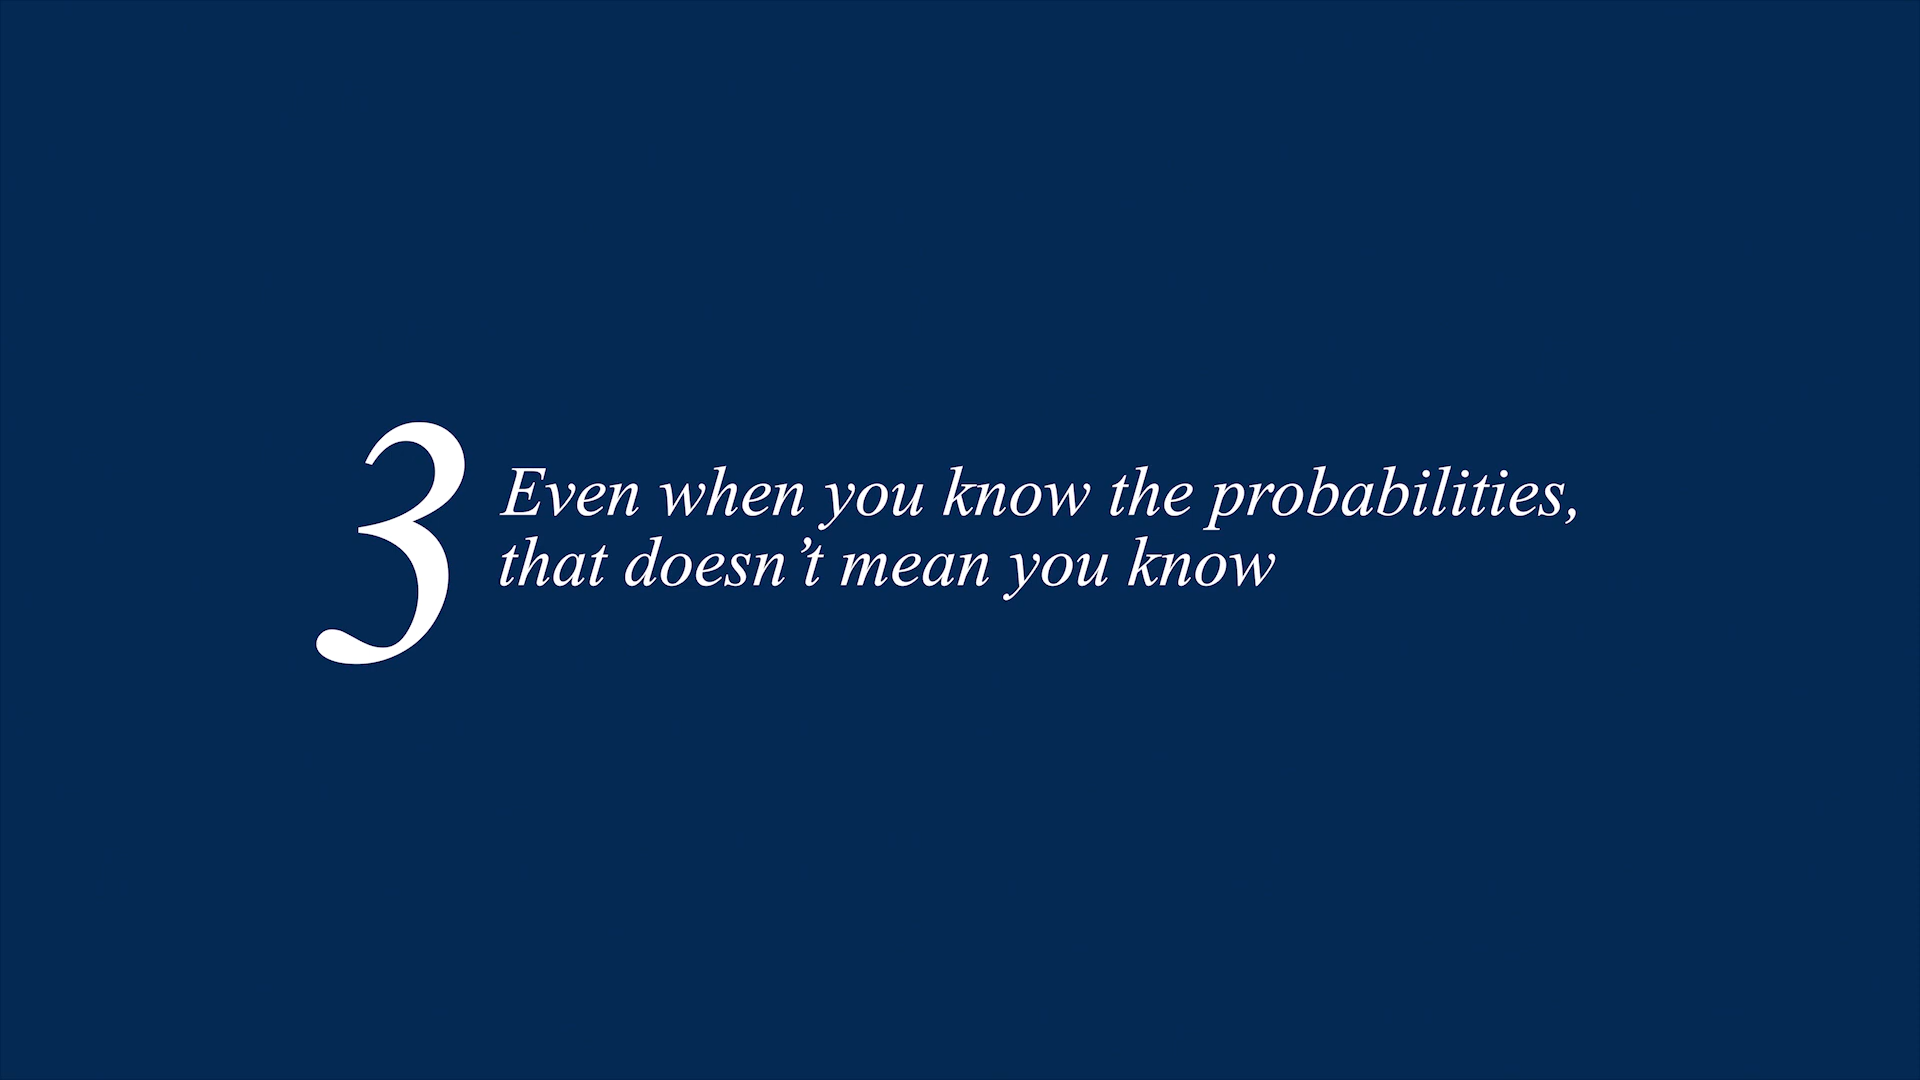 3
Even when you know the probabilities,
that doesn’t mean you know